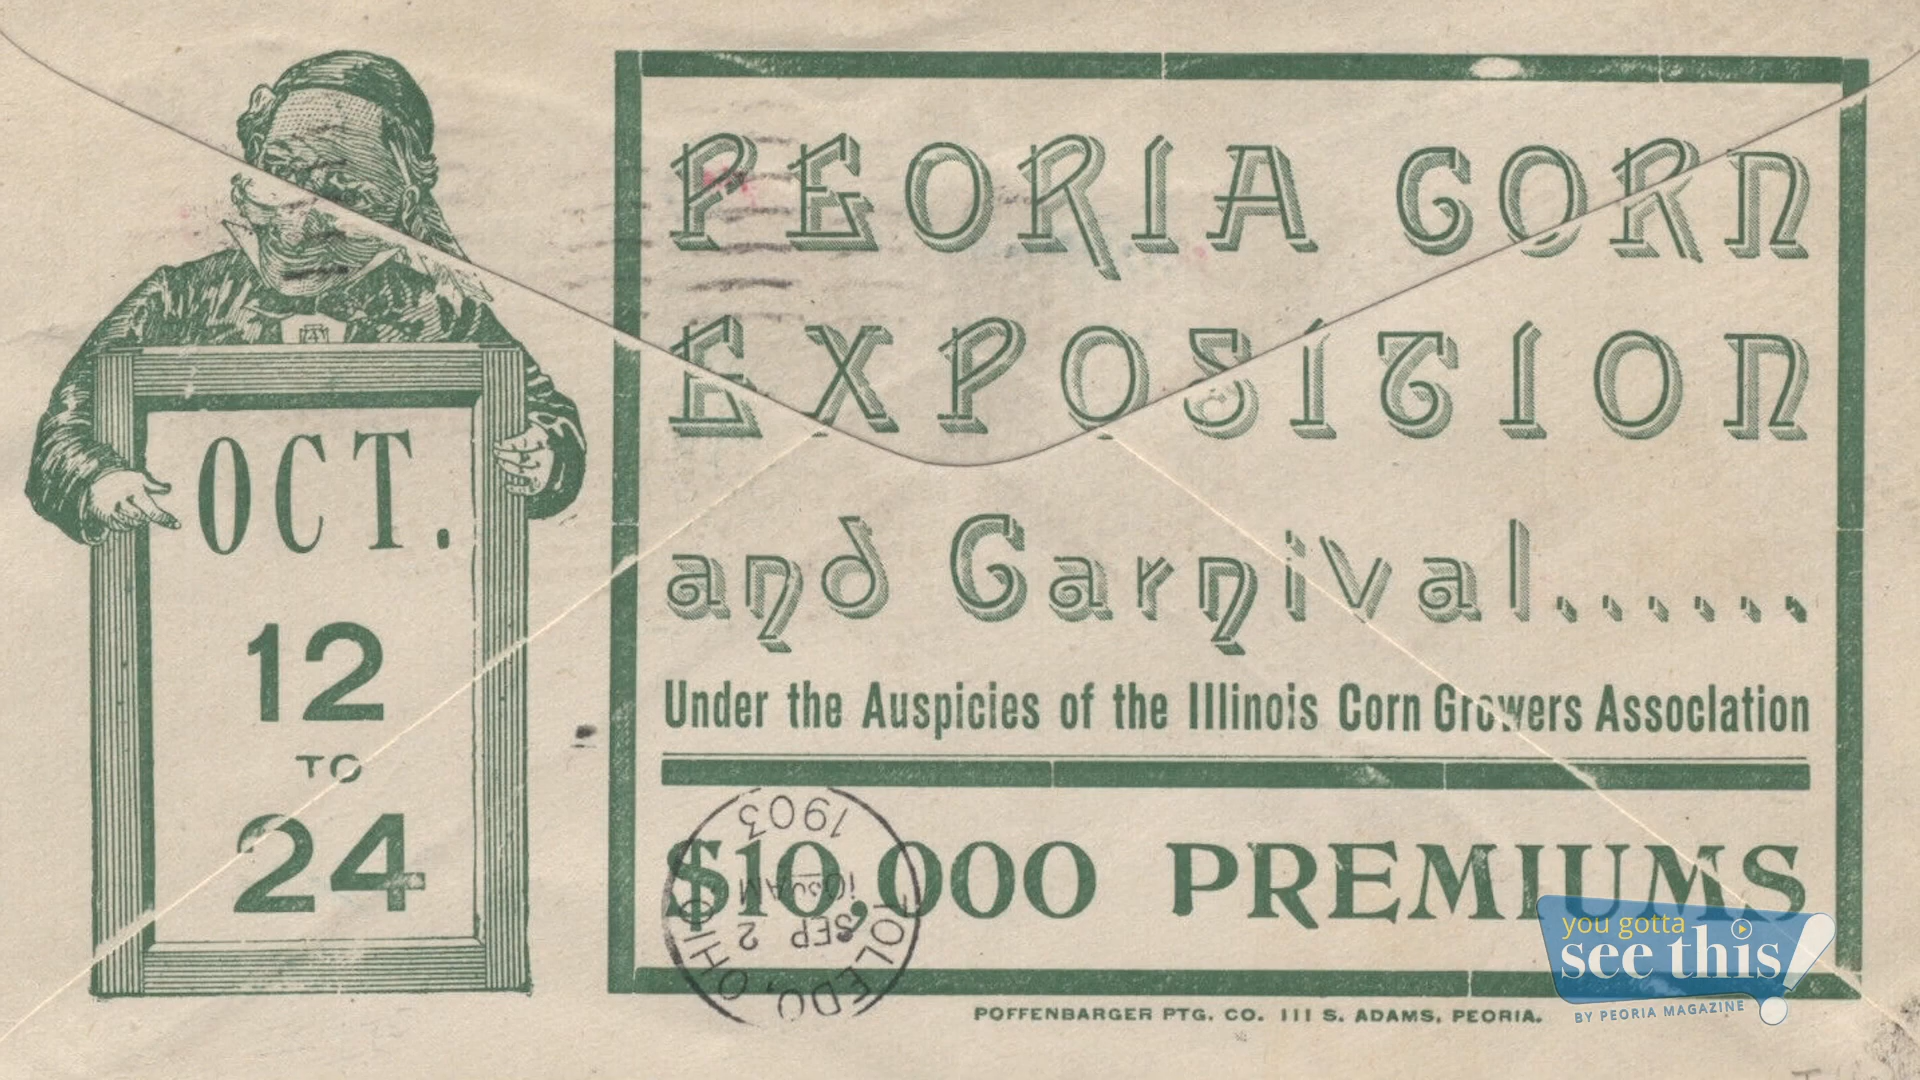 OCT.
12
TO
24
PEORIA CORN
EXPOSITION
and Carnival......
Under the Auspicies of the Illinois Corn Growers Association
$10,000 PREMIUMS
TOLEDO, OHIO
SEP 2
1030AM
1903
POFFENBARGER PTG. CO. 111 S. ADAMS, PEORIA.
you gotta
see this!
BY PEORIA MAGAZINE